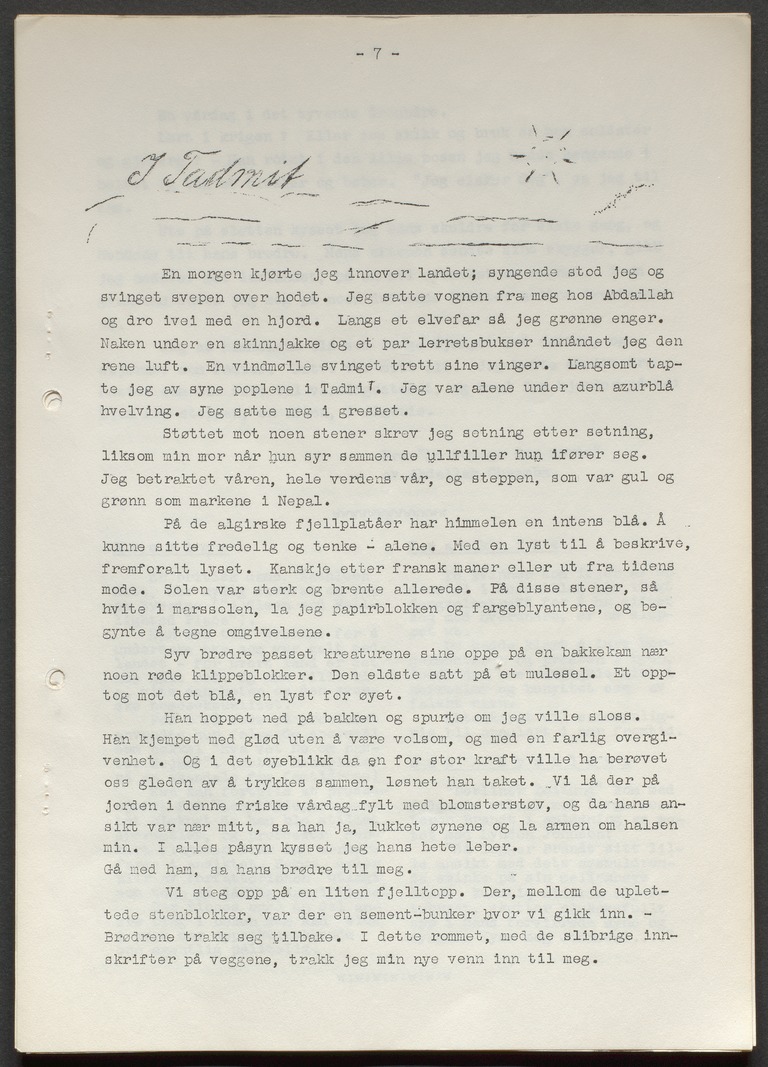 - 7 -
I Tadmit
En morgen kjørte jeg innover landet; syngende stod jeg og
svinget svepen over hodet. Jeg satte vognen fra meg hos Abdallah
og dro ivei med en hjord. Langs et elvefar så jeg grønne enger.
Naken under en skinnjakke og et par lerretsbukser innåndet jeg den
rene luft. En vindmølle svinget trett sine vinger. Langsomt tap-
te jeg av syne poplene i Tadmit. Jeg var alene under den azurblå
hvelving. Jeg satte meg i gresset.
Støttet mot noen stener skrev jeg setning etter setning,
liksom min mor når hun syr sammen de ullfiller hun ifører seg.
Jeg betraktet våren, hele verdens vår, og steppen, som var gul og
grønn som markene i Nepal.
På de algirske fjellplatåer har himmelen en intens blå. Å
kunne sitte fredelig og tenke - alene. Med en lyst til å beskrive,
fremforalt lyset. Kanskje etter fransk maner eller ut fra tidens
mode. Solen var sterk og brente allerede. På disse stener, så
hvite i marssolen, la jeg papirblokken og fargeblyantene, og be-
gynte å tegne omgivelsene.
Syv brødre passet kreaturene sine oppe på en bakkekam nær
noen røde klippeblokker. Den eldste satt på et mulesel. Et opp-
tog mot det blå, en lyst for øyet.
Han hoppet ned på bakken og spurte om jeg ville sloss.
Han kjempet med glød uten å være volsom, og med en farlig overgi-
venhet. Og i det øyeblikk da en for stor kraft ville ha berøvet
oss gleden av å trykkes sammen, løsnet han taket. Vi lå der på
jorden i denne friske vårdag fylt med blomsterstøv, og da hans an-
sikt var nær mitt, sa han ja, lukket øynene og la armen om halsen
min. I alles påsyn kysset jeg hans hete leber.
Gå med ham, sa hans brødre til meg.
Vi steg opp på en liten fjelltopp. Der, mellom de uplet-
tede stenblokker, var der en sement-bunker hvor vi gikk inn. -
Brødrene trakk seg tilbake. I dette rommet, med de slibrige inn-
skrifter på veggene, trakk jeg min nye venn inn til meg.